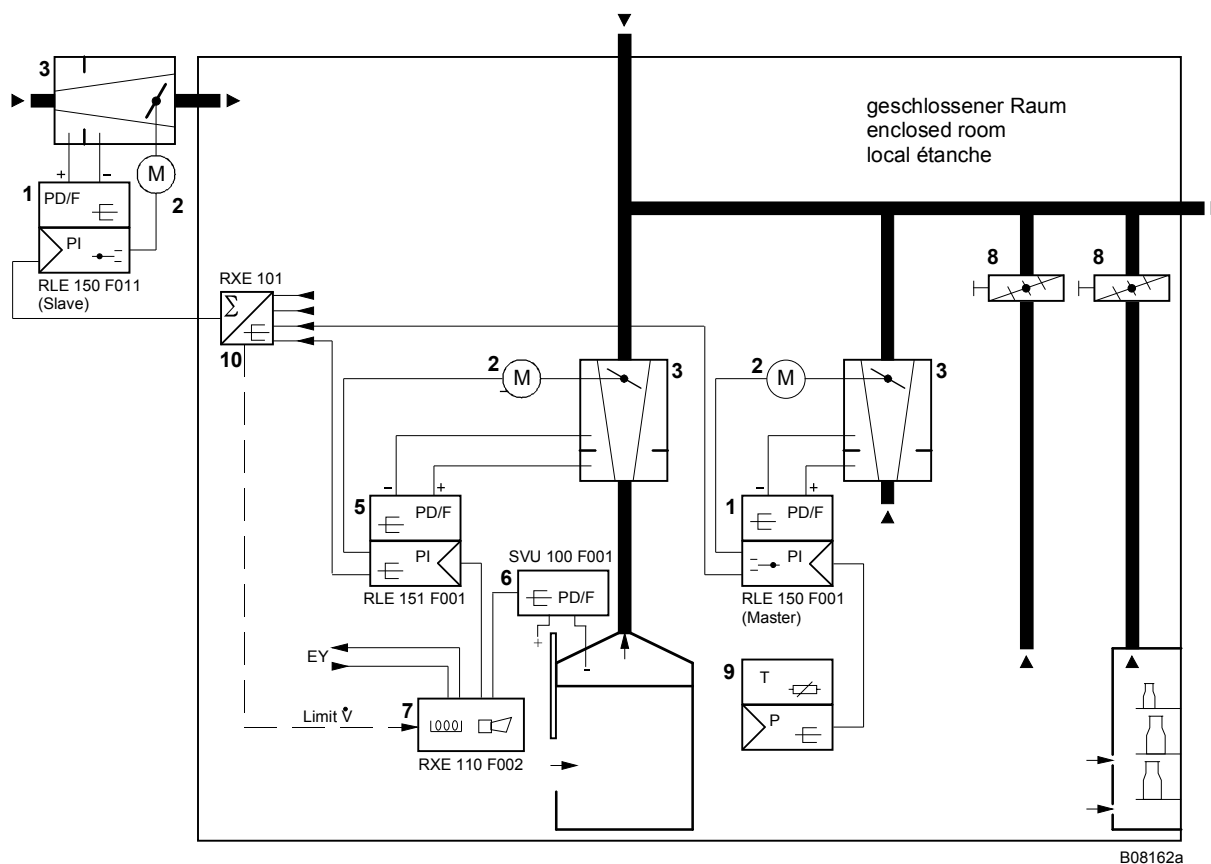 3
geschlossener Raum
enclosed room
local étanche
+
−
M
1
PD/F
2
PI
RLE 150 F011
(Slave)
8
8
RXE 101
Σ
10
2
M
3
2
M
3
−
+
−
+
5
PD/F
1
PD/F
PI
PI
SVU 100 F001
6
PD/F
RLE 151 F001
RLE 150 F001
(Master)
+
−
EY
9
T
Limit V̇
7
P
RXE 110 F002
B08162a